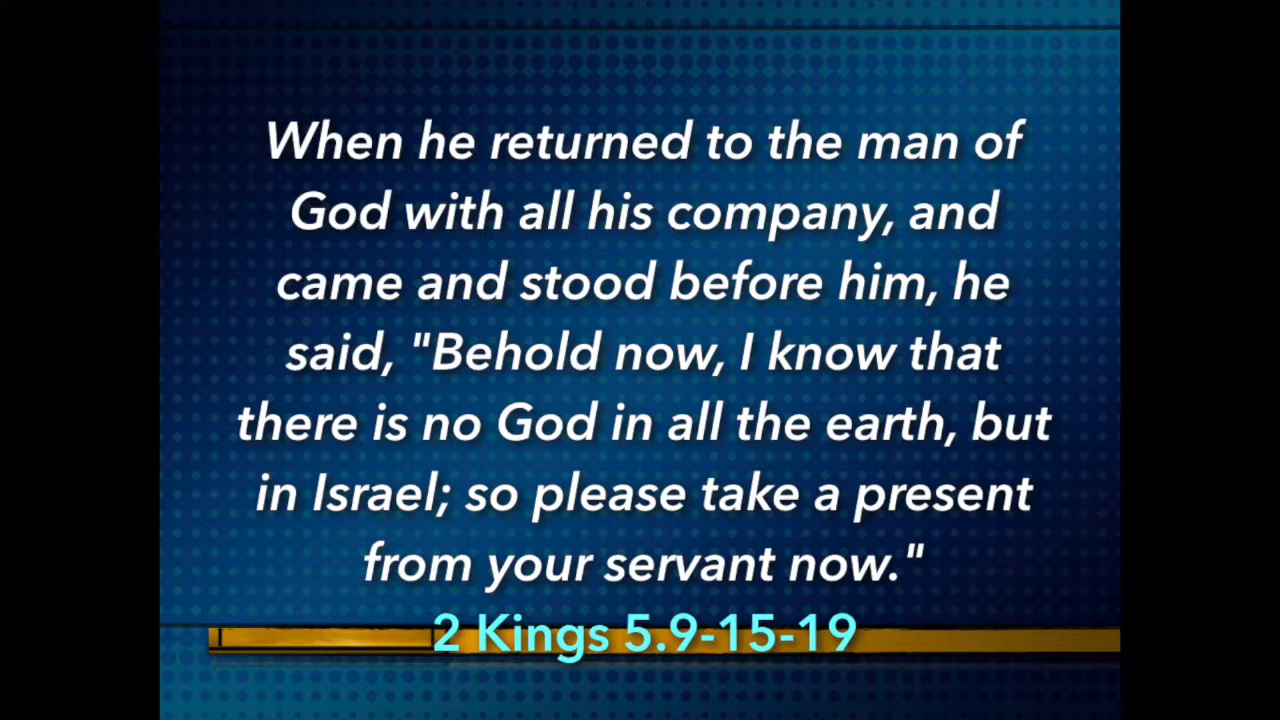 When he returned to the man of
God with all his company, and
came and stood before him, he
said, "Behold now, I know that
there is no God in all the earth, but
in Israel; so please take a present
from your servant now."
2 Kings 5.9-15-19